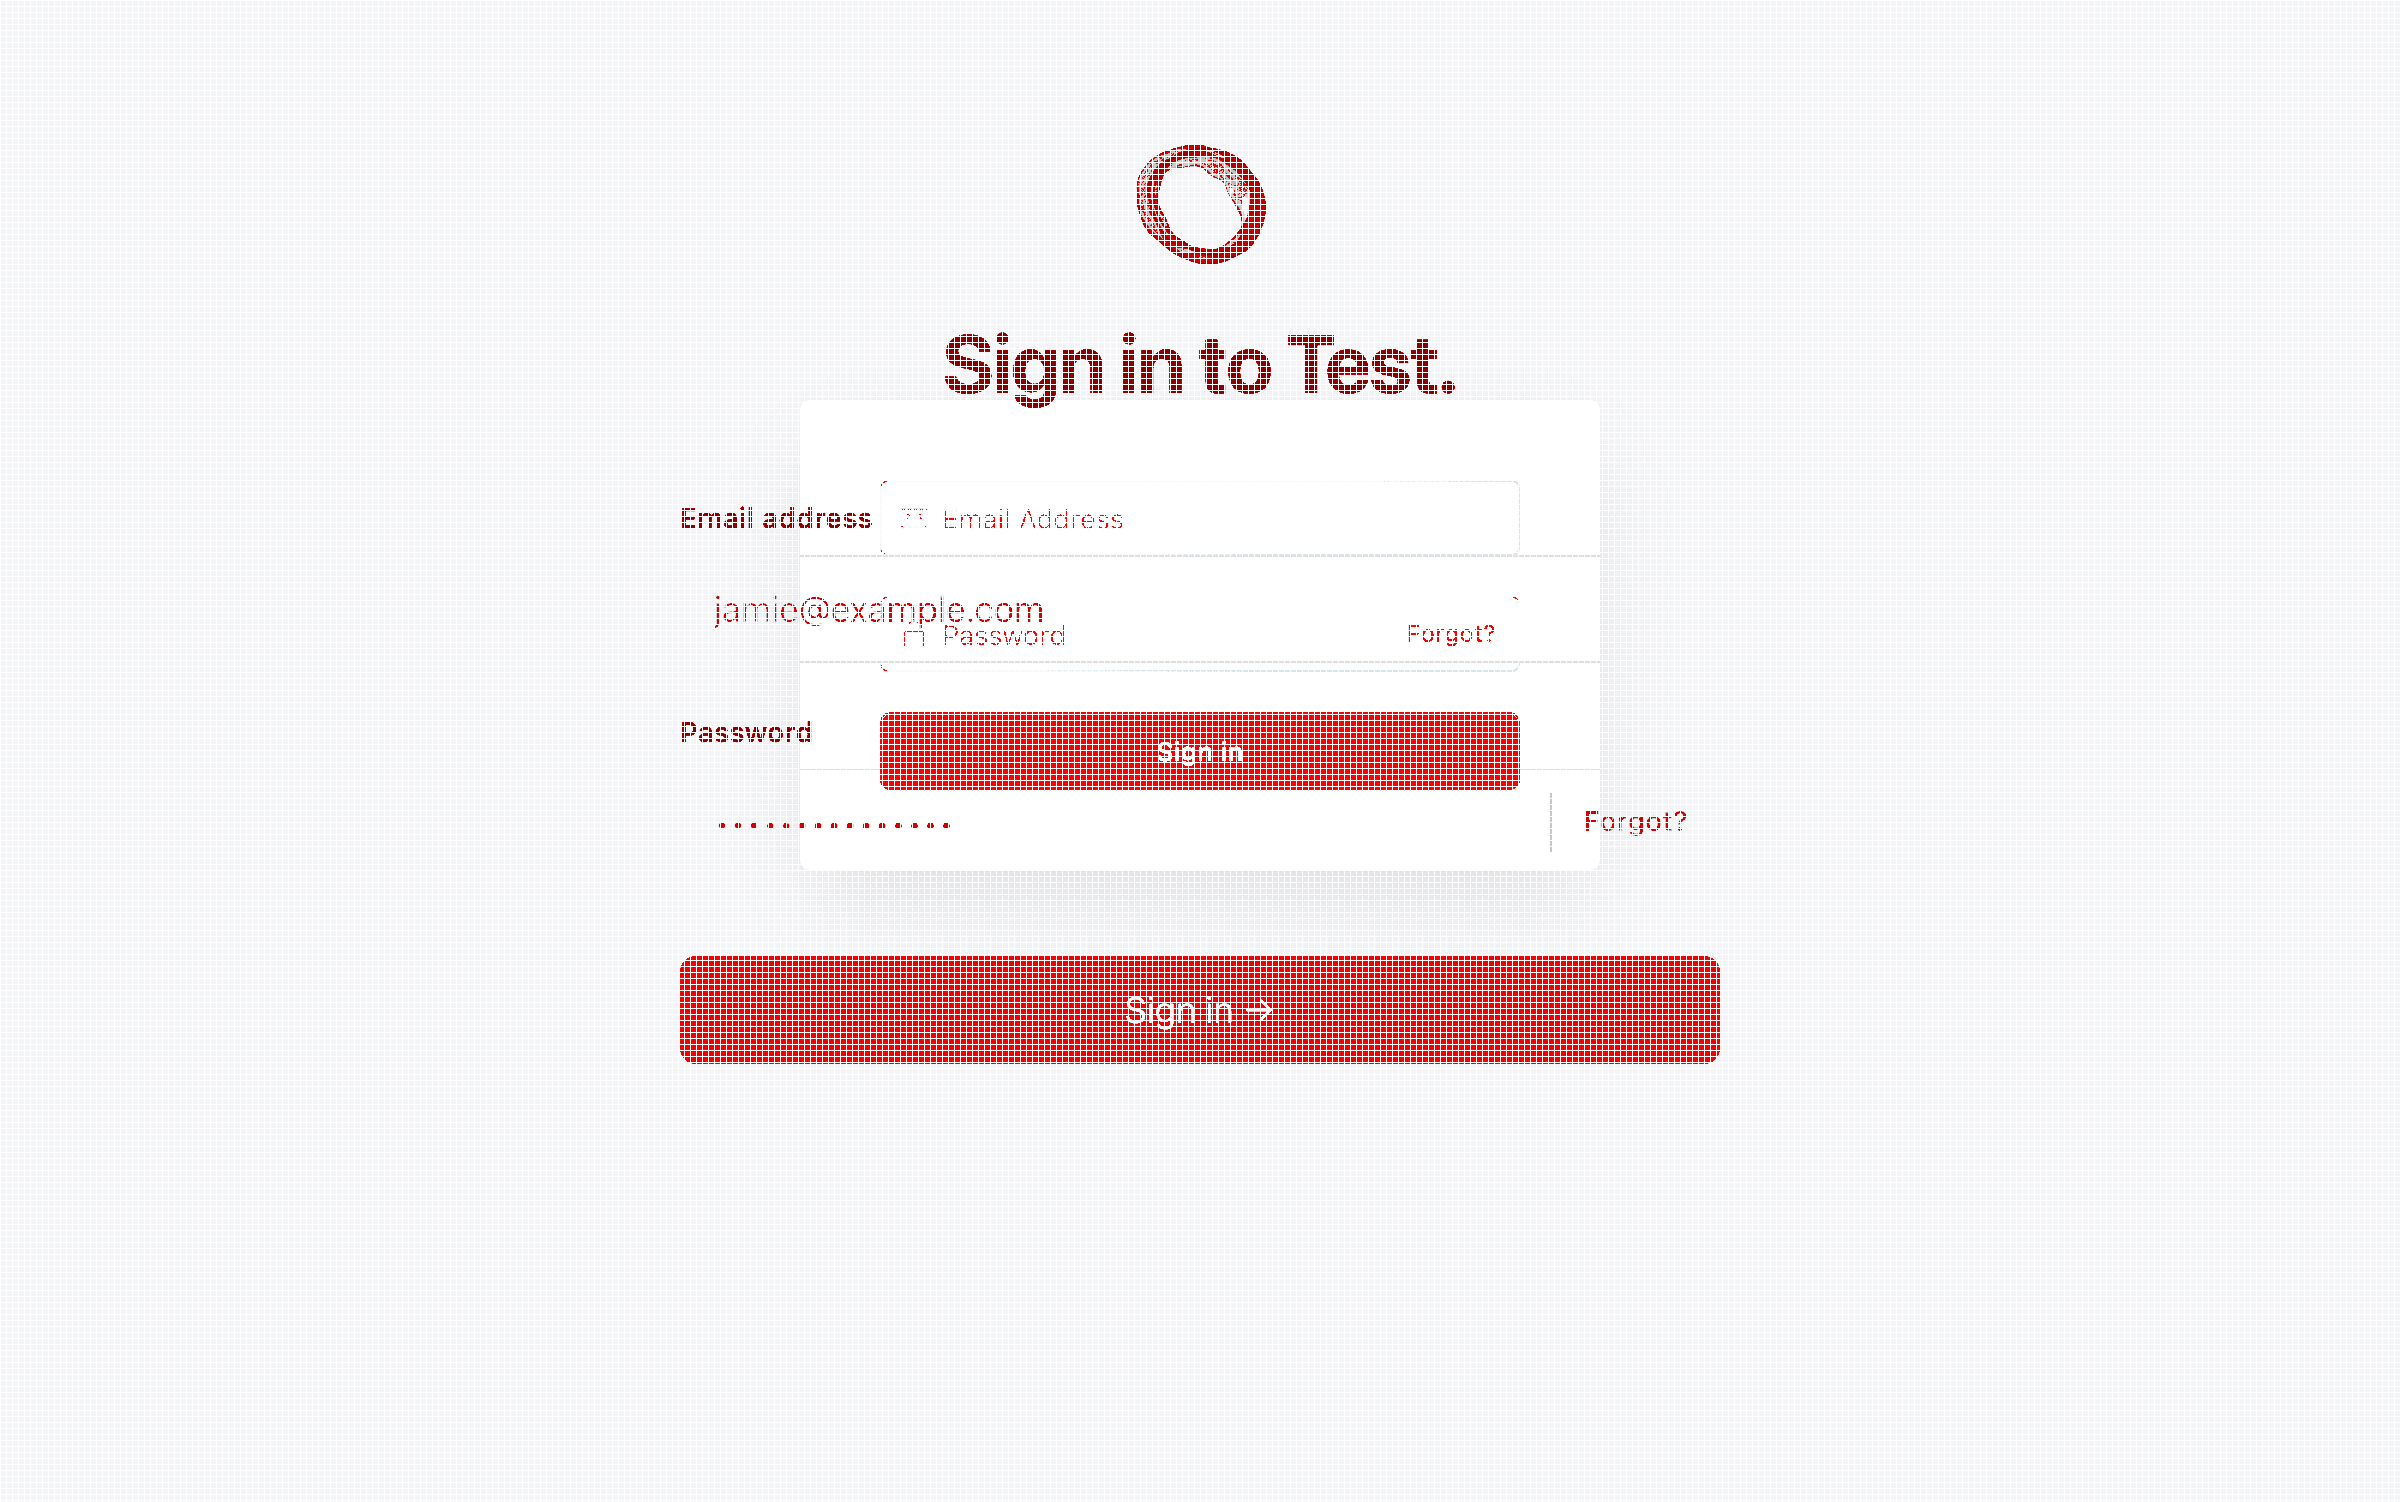 Sign in to Test.
Email address
Email Address
jamie@example.com
Password
Forgot?
Password
Sign in
Forgot?
Sign in →